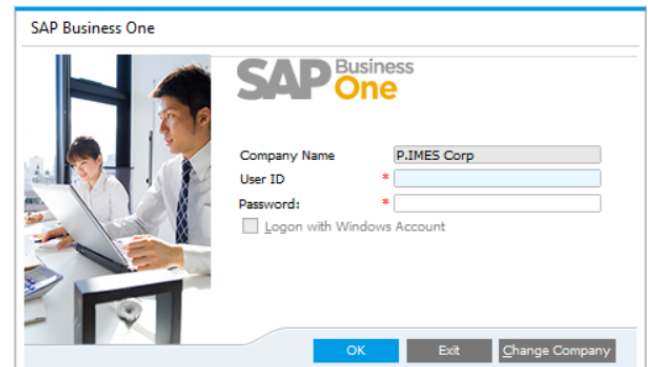 SAP Business One
SAP Business
One
Company Name P.IMES Corp
User ID *
Password: *
Logon with Windows Account
OK Exit Change Company